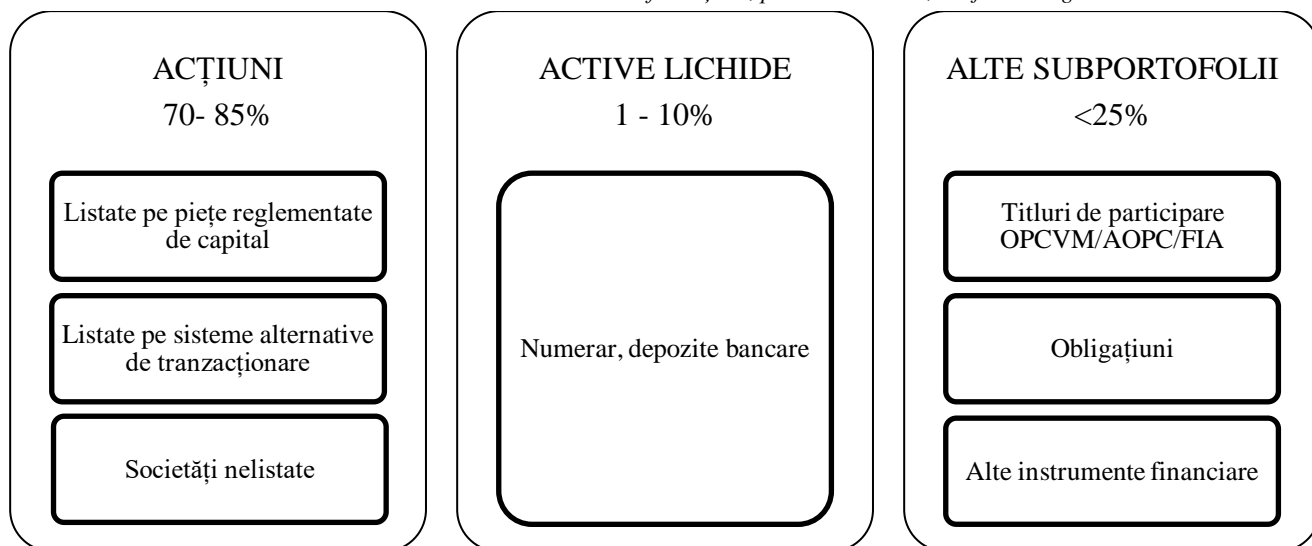 ACȚIUNI
70- 85%
Listate pe piețe reglementate
de capital
Listate pe sisteme alternative
de tranzacționare
Societăți nelistate
ACTIVE LICHIDE
1 - 10%
Numerar, depozite bancare
ALTE SUBPORTOFOLII
<25%
Titluri de participare
OPCVM/AOPC/FIA
Obligațiuni
Alte instrumente financiare